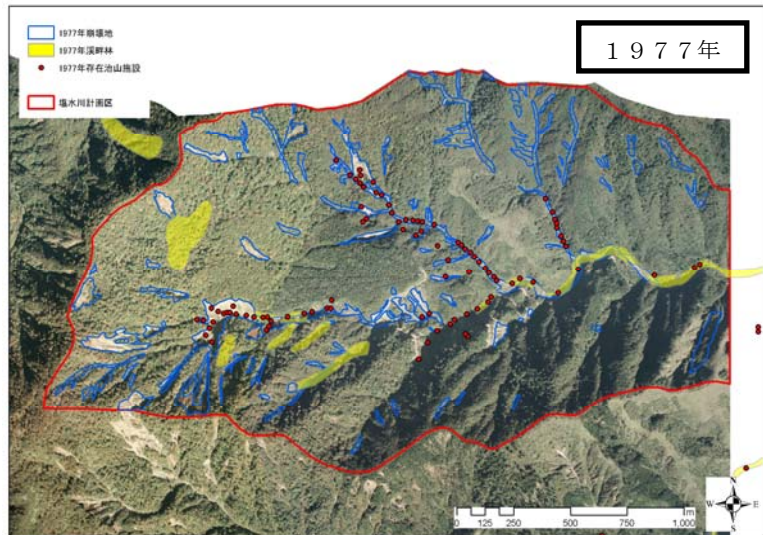 1977年崩壊地
1977年渓畔林
1977年存在治山施設
塩水川計画区
１９７７年
N
W E
S
0 125 250 500 750 1,000 m